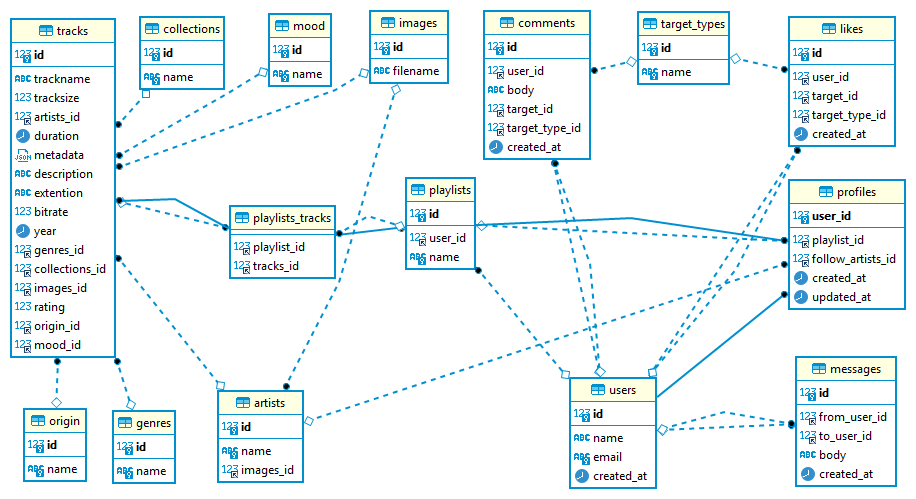 tracks
123 id
ABC trackname
123 tracksize
123 artists_id
duration
JSON metadata
ABC description
ABC extention
123 bitrate
year
123 genres_id
123 collections_id
123 images_id
123 rating
123 origin_id
123 mood_id
collections
123 id
ABC name
mood
123 id
ABC name
images
123 id
ABC filename
comments
123 id
123 user_id
ABC body
123 target_id
123 target_type_id
created_at
target_types
123 id
ABC name
likes
123 id
123 user_id
123 target_id
123 target_type_id
created_at
playlists_tracks
123 playlist_id
123 tracks_id
playlists
123 id
123 user_id
ABC name
profiles
123 user_id
123 playlist_id
123 follow_artists_id
created_at
updated_at
origin
123 id
ABC name
genres
123 id
ABC name
artists
123 id
ABC name
123 images_id
users
123 id
ABC name
ABC email
created_at
messages
123 id
123 from_user_id
123 to_user_id
ABC body
created_at